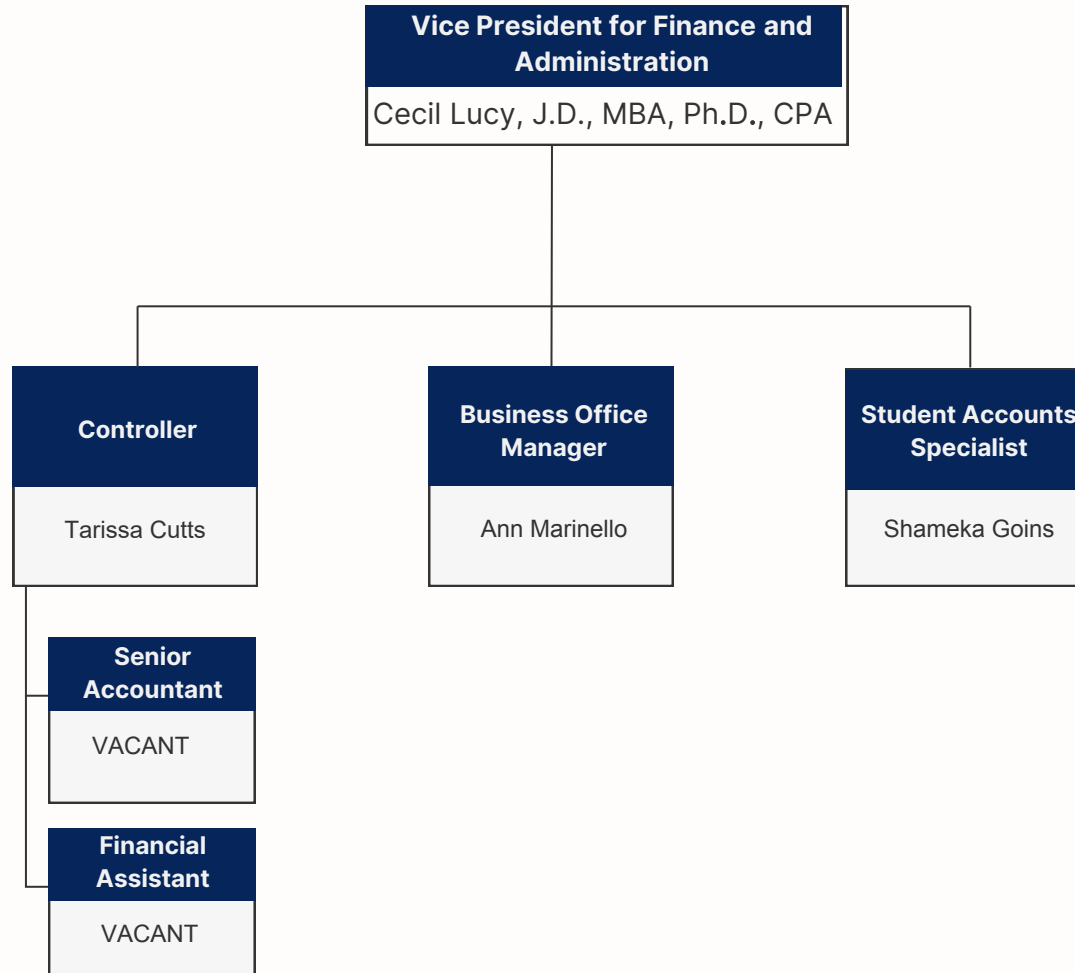 Vice President for Finance and
Administration
Cecil Lucy, J.D., MBA, Ph.D., CPA
Controller
Tarissa Cutts
Business Office
Manager
Ann Marinello
Student Accounts
Specialist
Shameka Goins
Senior
Accountant
VACANT
Financial
Assistant
VACANT